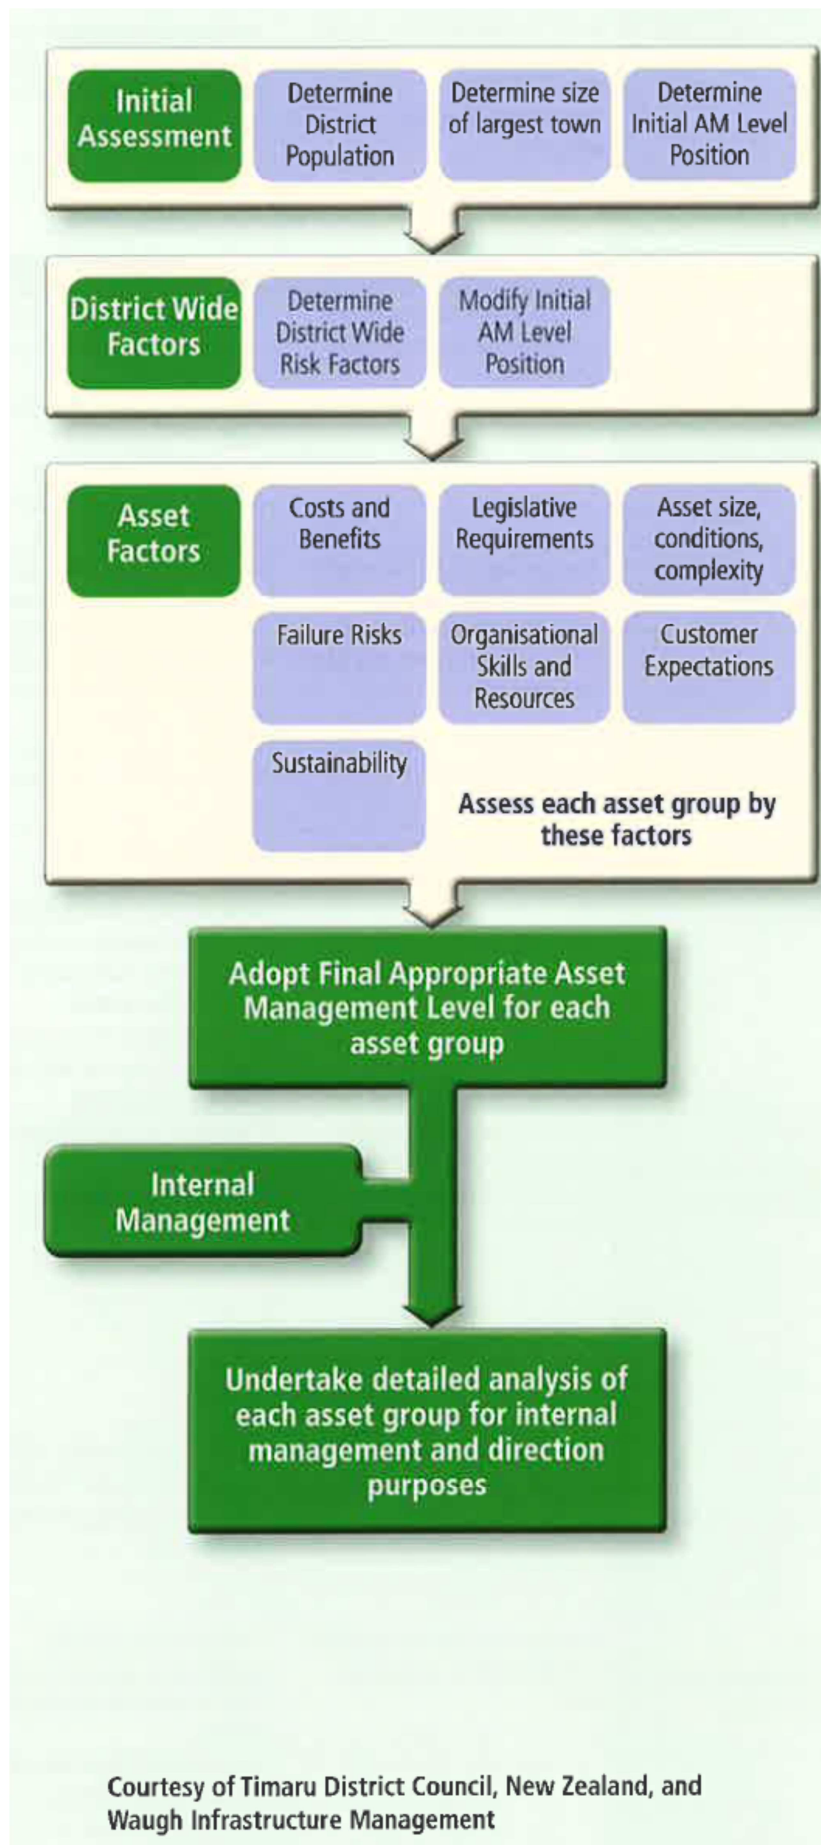 Initial
Assessment
Determine
District
Population
Determine size
of largest town
Determine
Initial AM Level
Position
District Wide
Factors
Determine
District Wide
Risk Factors
Modify Initial
AM Level
Position
Asset
Factors
Costs and
Benefits
Legislative
Requirements
Asset size,
conditions,
complexity
Failure Risks
Organisational
Skills and
Resources
Customer
Expectations
Sustainability
Assess each asset group by
these factors
Adopt Final Appropriate Asset
Management Level for each
asset group
Internal
Management
Undertake detailed analysis of
each asset group for internal
management and direction
purposes
Courtesy of Timaru District Council, New Zealand, and
Waugh Infrastructure Management